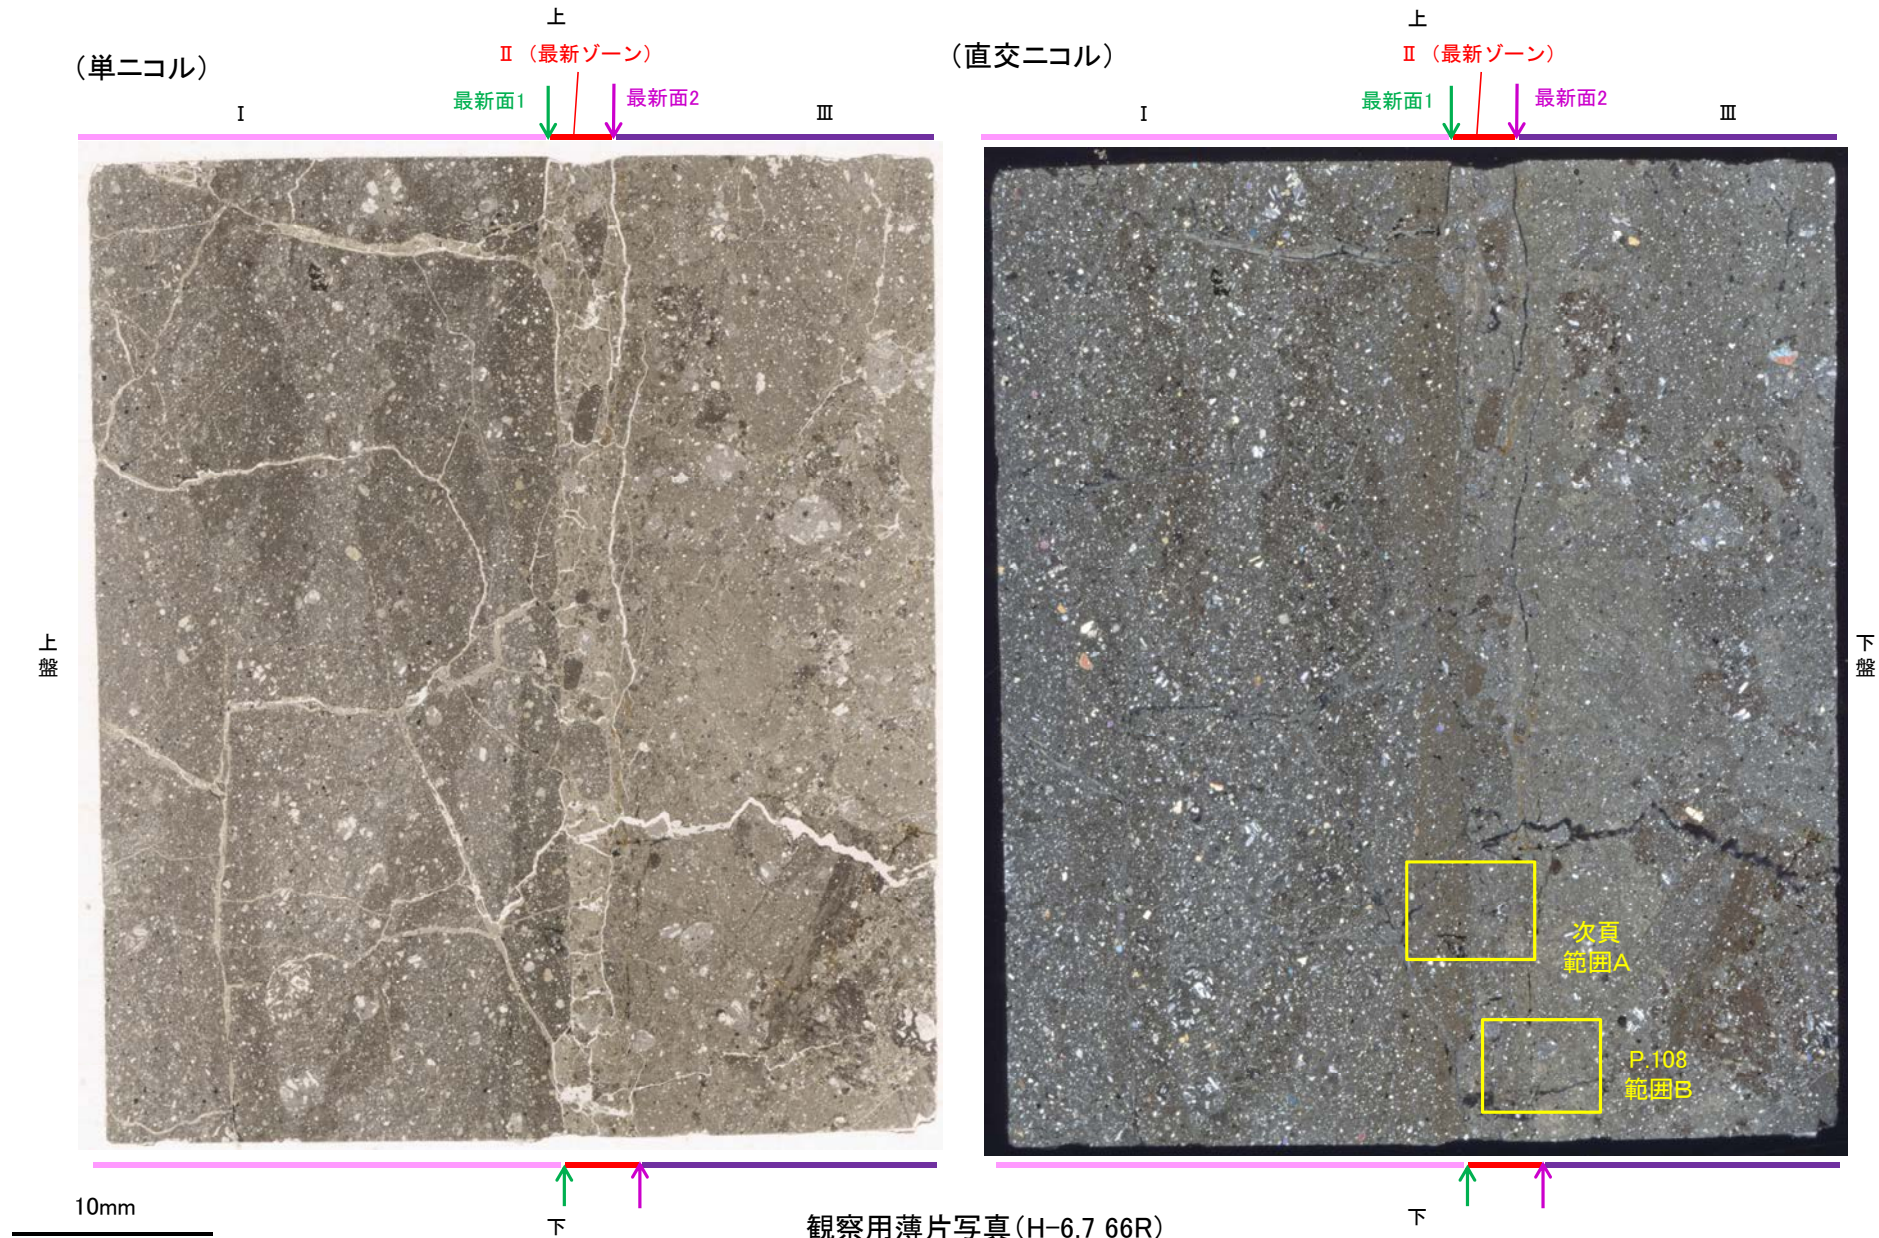 上
上
(単ニコル)
Ⅱ (最新ゾーン)
(直交ニコル)
Ⅱ (最新ゾーン)
最新面1
最新面2
最新面1
最新面2
Ⅰ
Ⅲ
Ⅰ
Ⅲ
上盤
下盤
次頁
範囲A
P.108
範囲B
10mm
下
下
観察用薄片写真(H-6.7 66R)